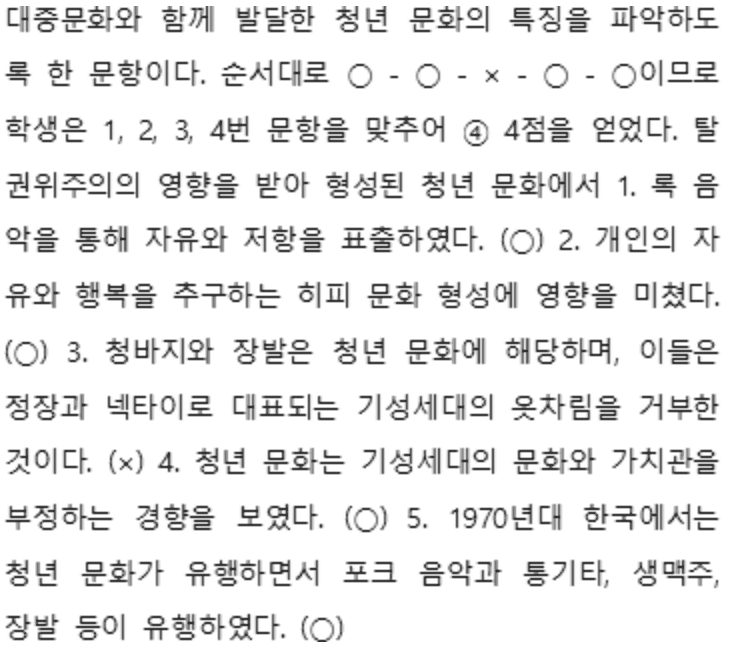 대중문화와 함께 발달한 청년 문화의 특징을 파악하도
록 한 문항이다. 순서대로 ○ - ○ - × - ○ - ○이므로
학생은 1, 2, 3, 4번 문항을 맞추어 ④ 4점을 얻었다. 탈
권위주의의 영향을 받아 형성된 청년 문화에서 1. 록 음
악을 통해 자유와 저항을 표출하였다. (○) 2. 개인의 자
유와 행복을 추구하는 히피 문화 형성에 영향을 미쳤다.
(○) 3. 청바지와 장발은 청년 문화에 해당하며, 이들은
정장과 넥타이로 대표되는 기성세대의 옷차림을 거부한
것이다. (×) 4. 청년 문화는 기성세대의 문화와 가치관을
부정하는 경향을 보였다. (○) 5. 1970년대 한국에서는
청년 문화가 유행하면서 포크 음악과 통기타, 생맥주,
장발 등이 유행하였다. (○)